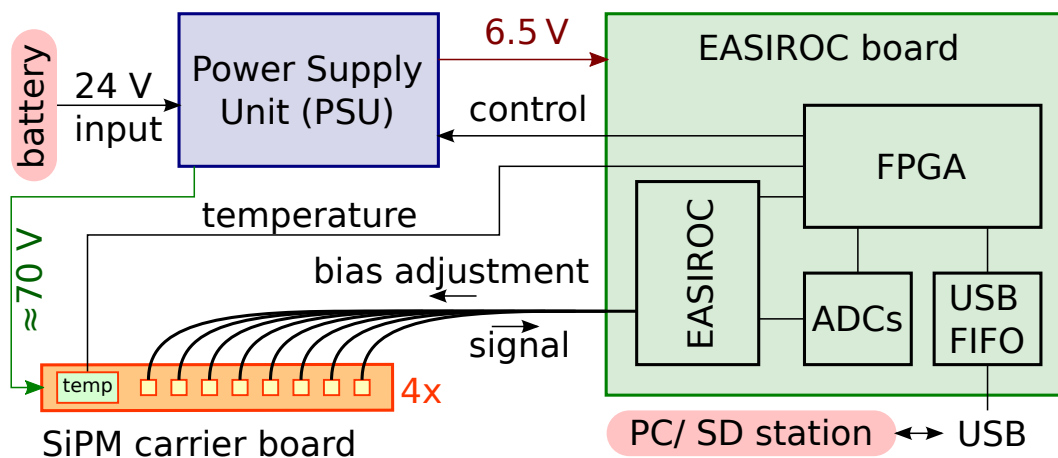 battery
24 V
input
Power Supply
Unit (PSU)
6.5 V
EASIROC board
control
FPGA
temperature
≈70 V
bias adjustment
signal
EASIROC
ADCs
USB
FIFO
temp
4x
SiPM carrier board
PC/ SD station
USB